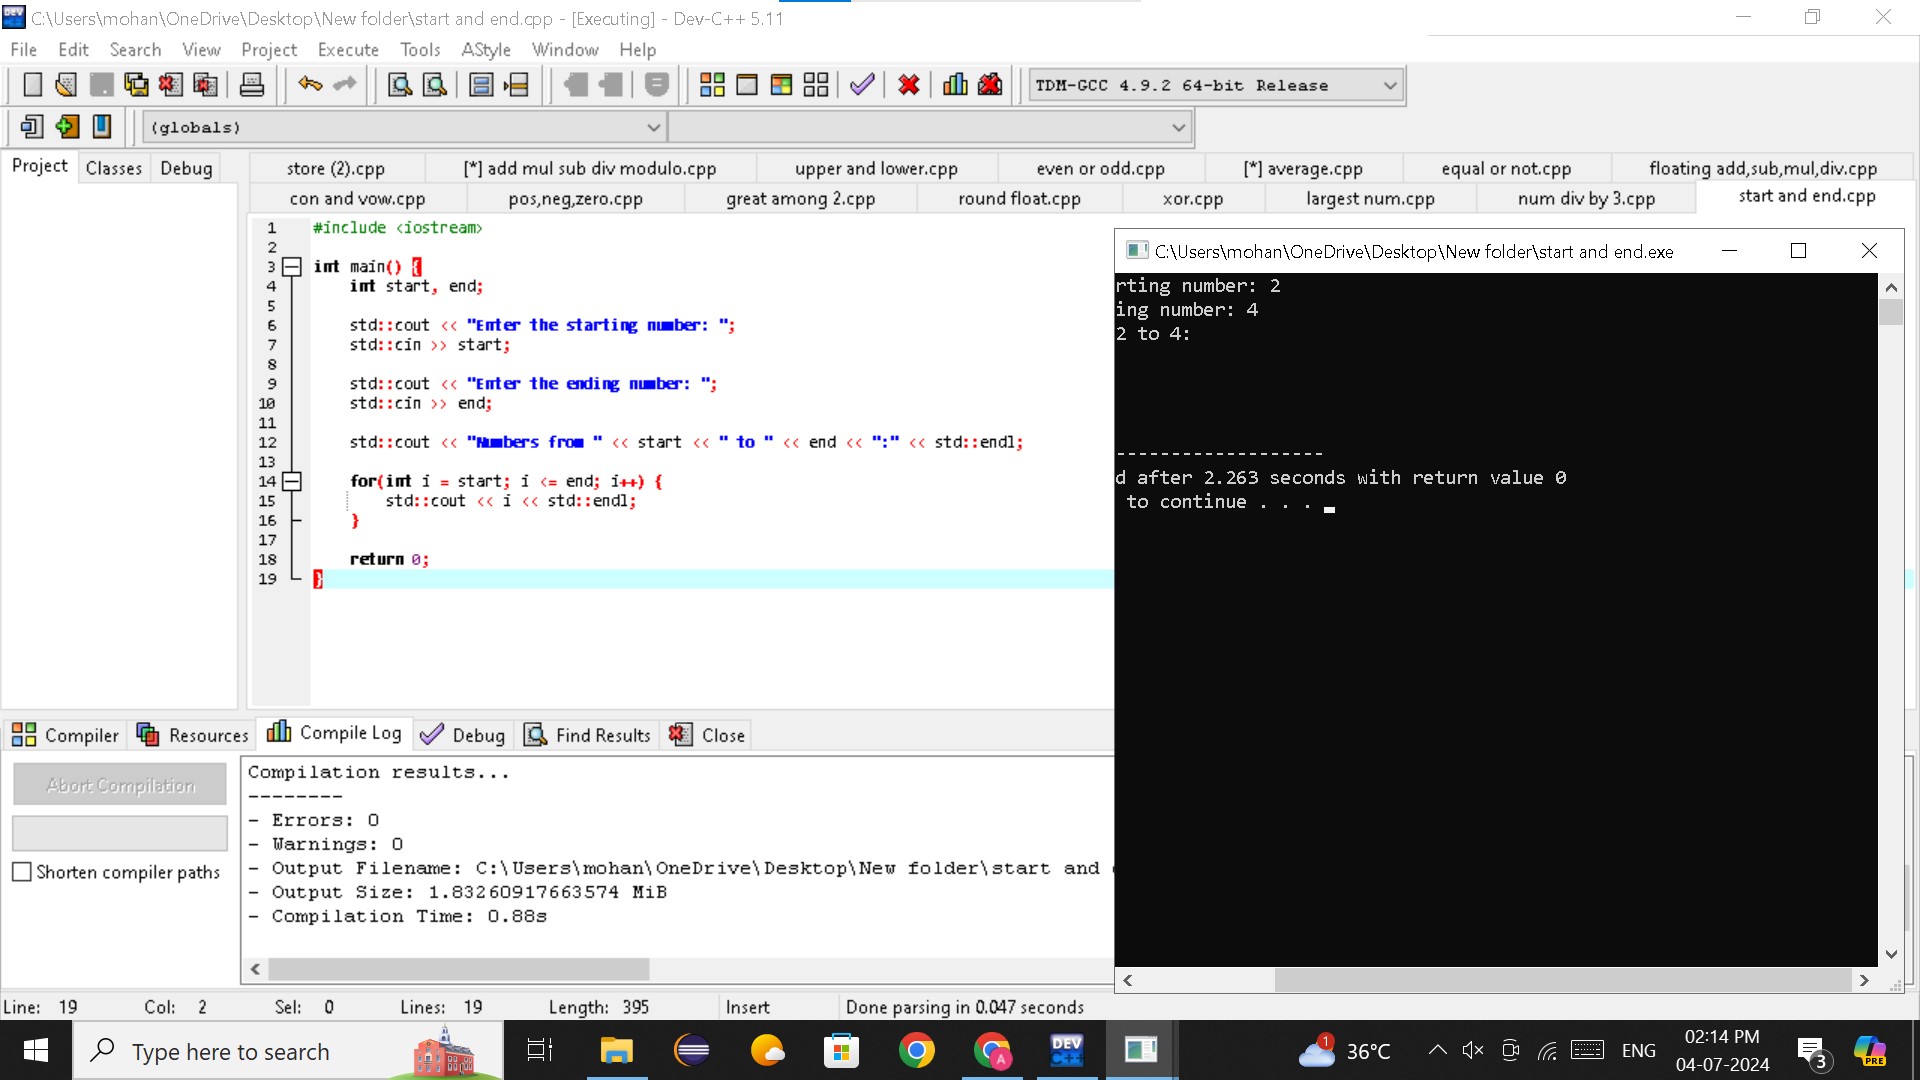 C:\Users\mohan\OneDrive\Desktop\New folder\start and end.cpp - [Executing] - Dev-C++ 5.11
File Edit Search View Project Execute Tools AStyle Window Help
TDM-GCC 4.9.2 64-bit Release
(globals)
Project Classes Debug
store (2).cpp [*] add mul sub div modulo.cpp upper and lower.cpp even or odd.cpp [*] average.cpp equal or not.cpp floating add,sub,mul,div.cpp
con and vow.cpp pos,neg,zero.cpp great among 2.cpp round float.cpp xor.cpp largest num.cpp num div by 3.cpp start and end.cpp
1 #include <iostream>
2
3 int main() {
4 int start, end;
5
6 std::cout << "Enter the starting number: ";
7 std::cin >> start;
8
9 std::cout << "Enter the ending number: ";
10 std::cin >> end;
11
12 std::cout << "Numbers from " << start << " to " << end << ":" << std::endl;
13
14 for(int i = start; i <= end; i++) {
15 std::cout << i << std::endl;
16 }
17
18 return 0;
19 }
C:\Users\mohan\OneDrive\Desktop\New folder\start and end.exe
rting number: 2
ing number: 4
2 to 4:
------------------
d after 2.263 seconds with return value 0
to continue . . .
Compiler Resources Compile Log Debug Find Results Close
Abort Compilation
Shorten compiler paths
Compilation results...
--------
- Errors: 0
- Warnings: 0
- Output Filename: C:\Users\mohan\OneDrive\Desktop\New folder\start and
- Output Size: 1.83260917663574 MiB
- Compilation Time: 0.88s
Line: 19 Col: 2 Sel: 0 Lines: 19 Length: 395 Insert Done parsing in 0.047 seconds
Type here to search
DEV C++
1
36°C
ENG
02:14 PM
04-07-2024
3
PRE